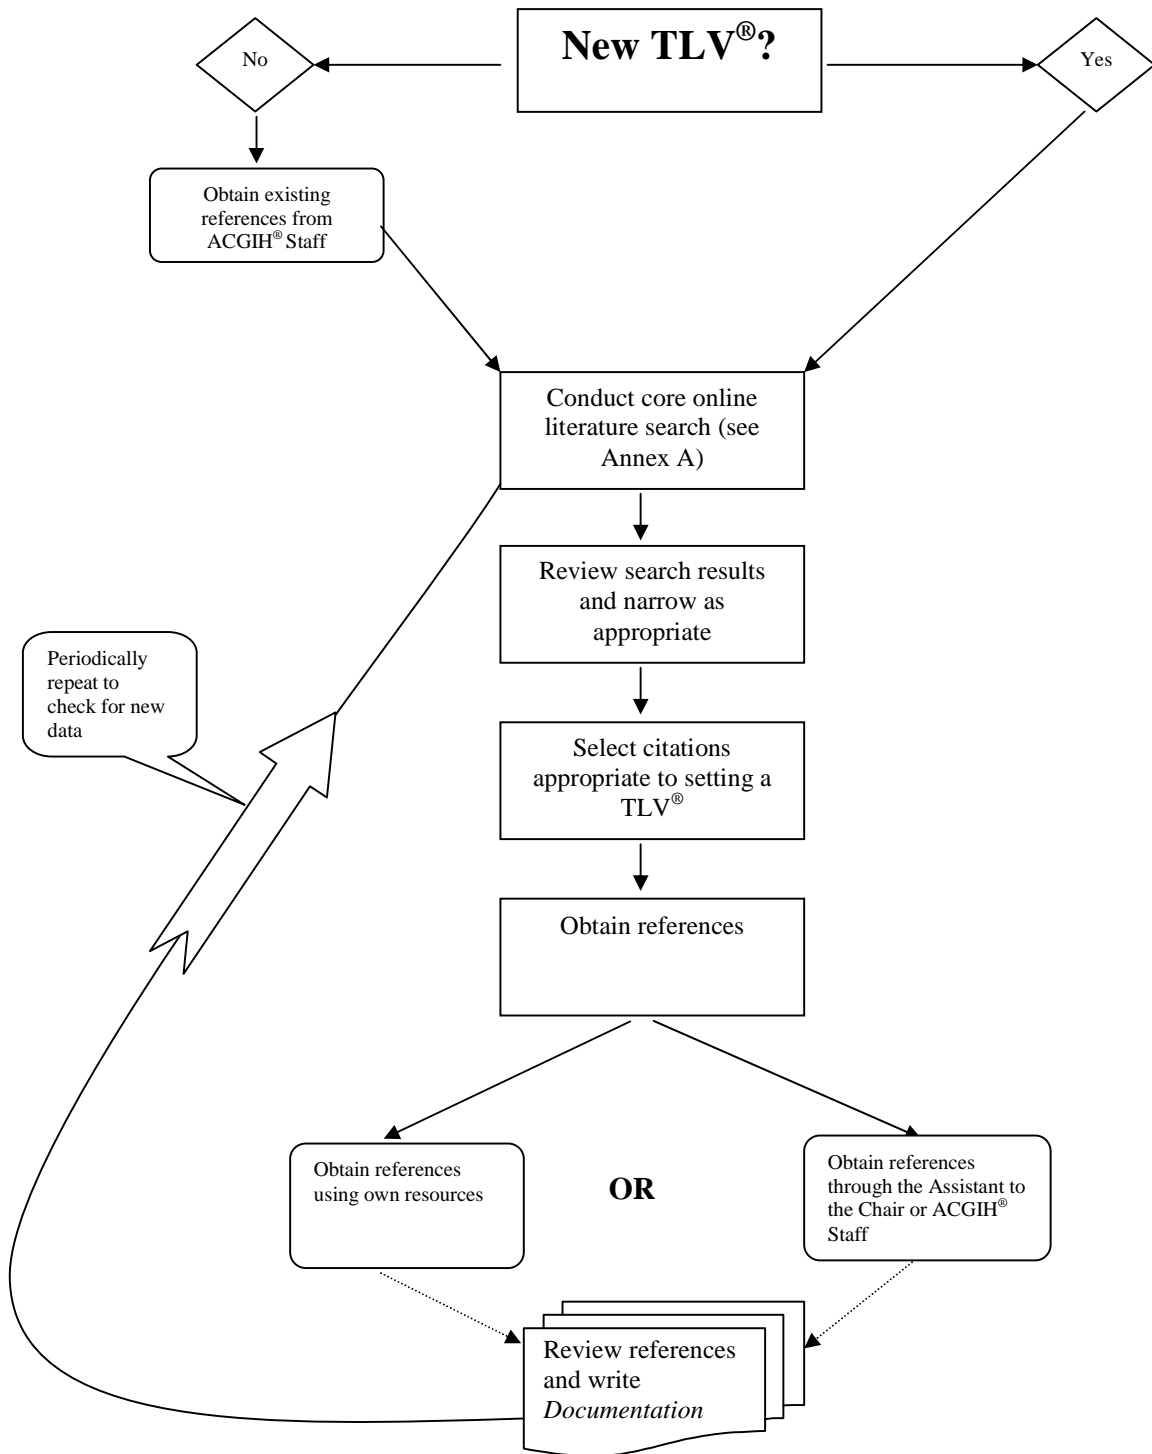 New TLV®?
No
Yes
Obtain existing
references from
ACGIH® Staff
Conduct core online
literature search (see
Annex A)
Review search results
and narrow as
appropriate
Periodically
repeat to
check for new
data
Select citations
appropriate to setting a
TLV®
Obtain references
Obtain references
using own resources
OR
Obtain references
through the Assistant to
the Chair or ACGIH®
Staff
Review references
and write
Documentation